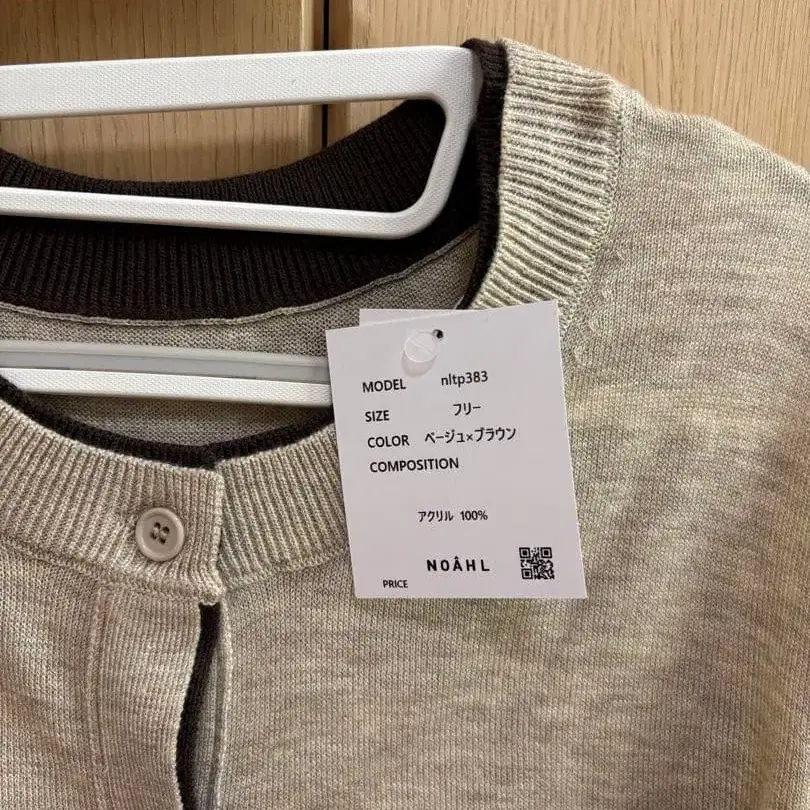 MODEL nltp383
SIZE フリー
COLOR ベージュ×ブラウン
COMPOSITION
アクリル 100%
NOÂHL
PRICE